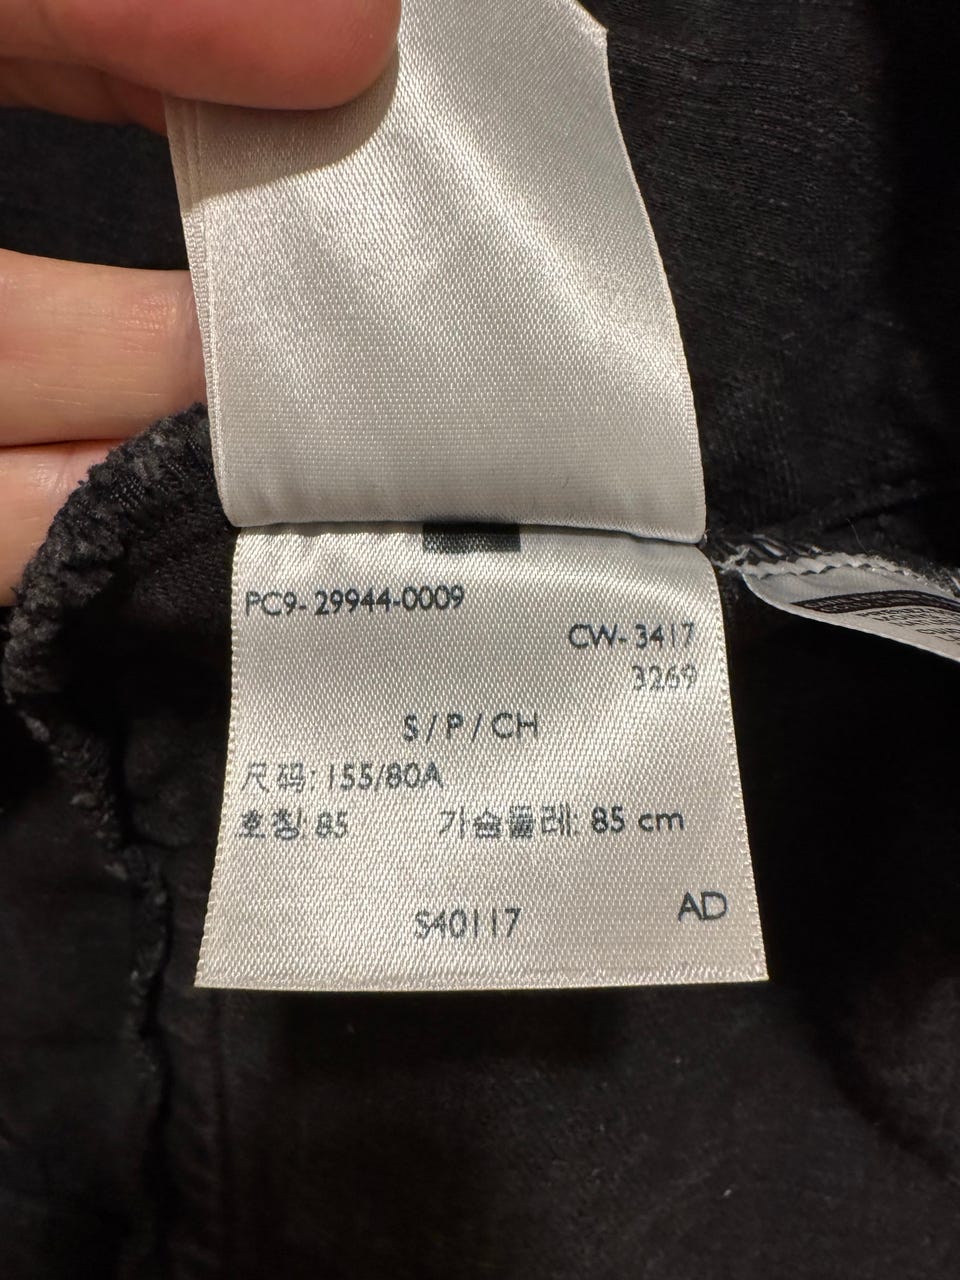 PC9-29944-0009
CW-3417
3269
S / P / CH
尺码: 155/80A
호칭: 85 가슴둘레: 85 cm
S40117 AD